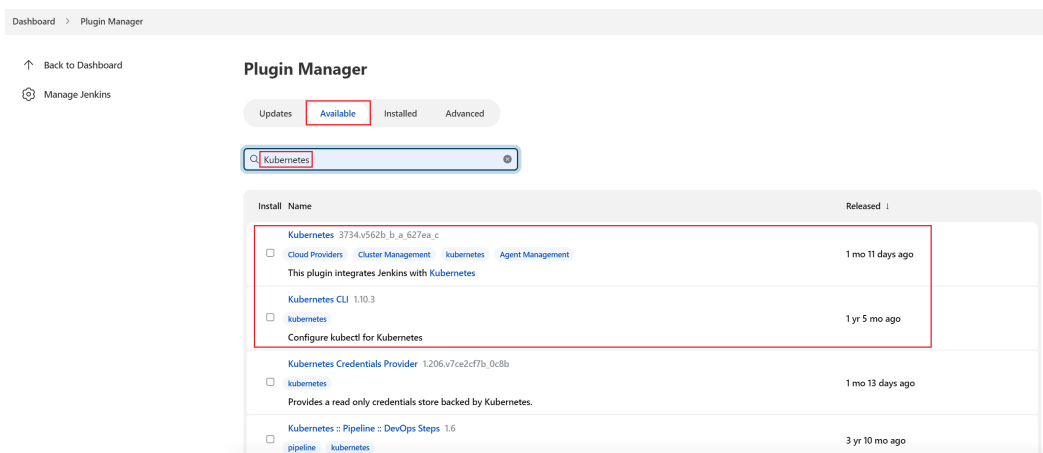 Dashboard > Plugin Manager
Back to Dashboard
Manage Jenkins
Plugin Manager
Updates Available Installed Advanced
Kubernetes
Install Name Released ↓
Kubernetes 3734.v562b_b_a_627ea_c
Cloud Providers Cluster Management kubernetes Agent Management 1 mo 11 days ago
This plugin integrates Jenkins with Kubernetes
Kubernetes CLI 1.10.3
kubernetes 1 yr 5 mo ago
Configure kubectl for Kubernetes
Kubernetes Credentials Provider 1.206.v7ce2cf7b_0c8b
kubernetes 1 mo 13 days ago
Provides a read only credentials store backed by Kubernetes.
Kubernetes :: Pipeline :: DevOps Steps 1.6
pipeline kubernetes 3 yr 10 mo ago